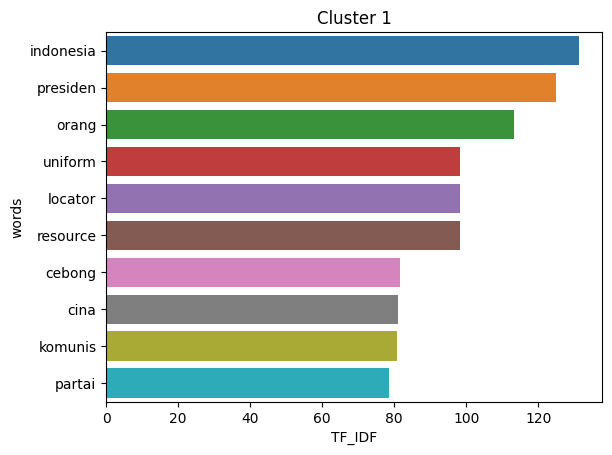 Cluster 1
words
indonesia
presiden
orang
uniform
locator
resource
cebong
cina
komunis
partai
0 20 40 60 80 100 120
TF_IDF